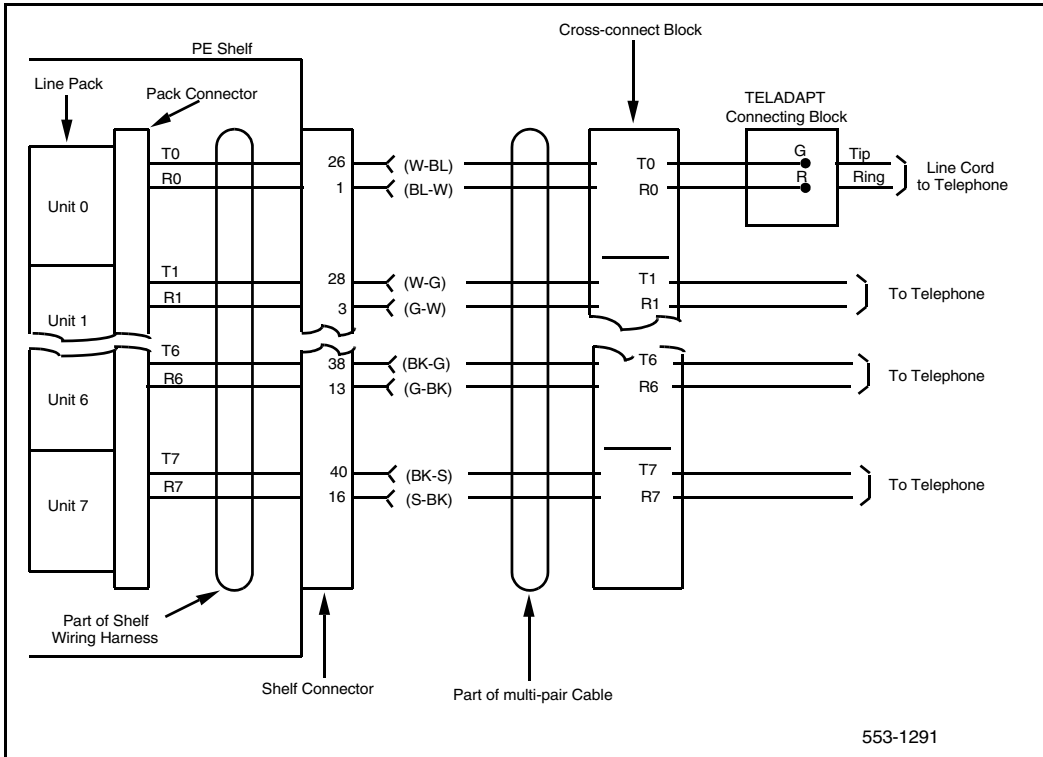 Cross-connect Block
PE Shelf
Line Pack
Pack Connector
TELADAPT
Connecting Block
T0
26
(W-BL)
T0
G
Tip
R0
1
(BL-W)
R0
R
Ring
Line Cord
to Telephone
Unit 0
T1
28
(W-G)
T1
R1
3
(G-W)
R1
To Telephone
Unit 1
T6
38
(BK-G)
T6
R6
13
(G-BK)
R6
To Telephone
Unit 6
T7
40
(BK-S)
T7
R7
16
(S-BK)
R7
To Telephone
Unit 7
Part of Shelf
Wiring Harness
Shelf Connector
Part of multi-pair Cable
553-1291